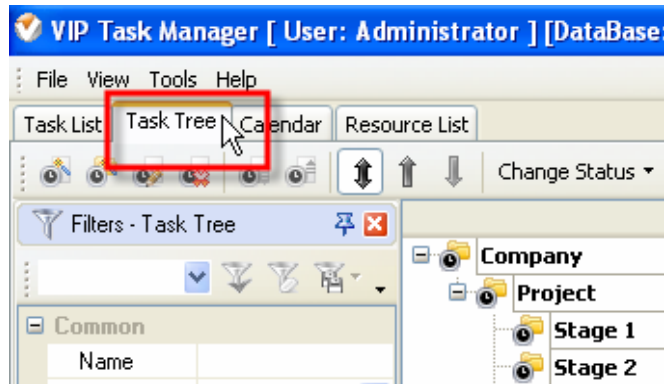 VIP Task Manager [ User: Administrator ] [DataBase:
File View Tools Help
Task List Task Tree Calendar Resource List
Change Status
Filters - Task Tree
Company
Project
Stage 1
Common
Name
Stage 2